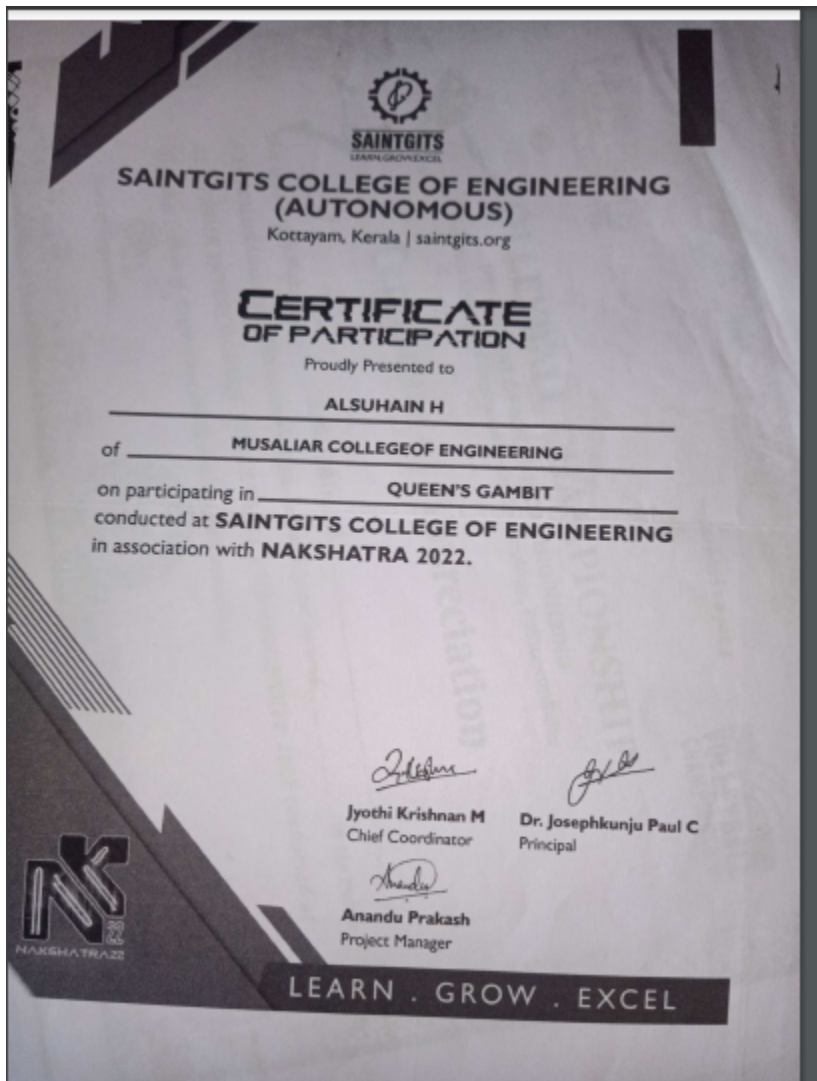 SAINTGITS
LEARN.GROW.EXCEL
SAINTGITS COLLEGE OF ENGINEERING
(AUTONOMOUS)
Kottayam, Kerala | saintgits.org
CERTIFICATE
OF PARTICIPATION
Proudly Presented to
ALSUHAIN H
of MUSALIAR COLLEGEOF ENGINEERING
on participating in QUEEN'S GAMBIT
conducted at SAINTGITS COLLEGE OF ENGINEERING
in association with NAKSHATRA 2022.
Jyothi Krishnan M
Chief Coordinator
Dr. Josephkunju Paul C
Principal
Anandu
Anandu Prakash
Project Manager
NAKSHATRA22
LEARN . GROW . EXCEL